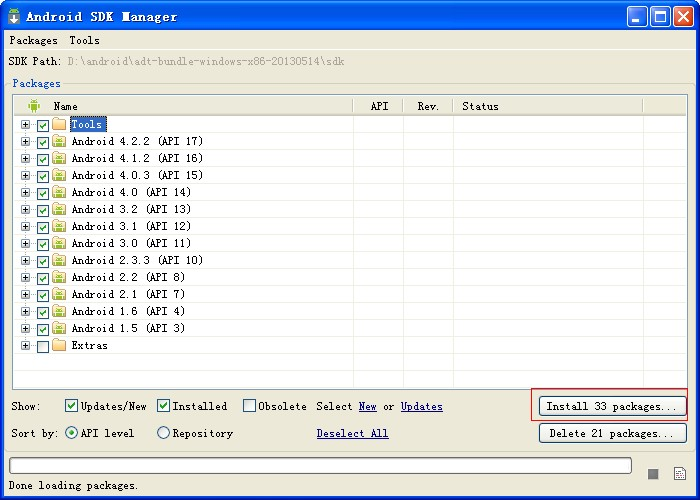 Android SDK Manager
Packages Tools
SDK Path: D:\android\adt-bundle-windows-x86-20130514\sdk
Packages
Name API Rev. Status
Tools
Android 4.2.2 (API 17)
Android 4.1.2 (API 16)
Android 4.0.3 (API 15)
Android 4.0 (API 14)
Android 3.2 (API 13)
Android 3.1 (API 12)
Android 3.0 (API 11)
Android 2.3.3 (API 10)
Android 2.2 (API 8)
Android 2.1 (API 7)
Android 1.6 (API 4)
Android 1.5 (API 3)
Extras
Show: Updates/New Installed Obsolete Select New or Updates Install 33 packages...
Sort by: API level Repository Deselect All Delete 21 packages...
Done loading packages.